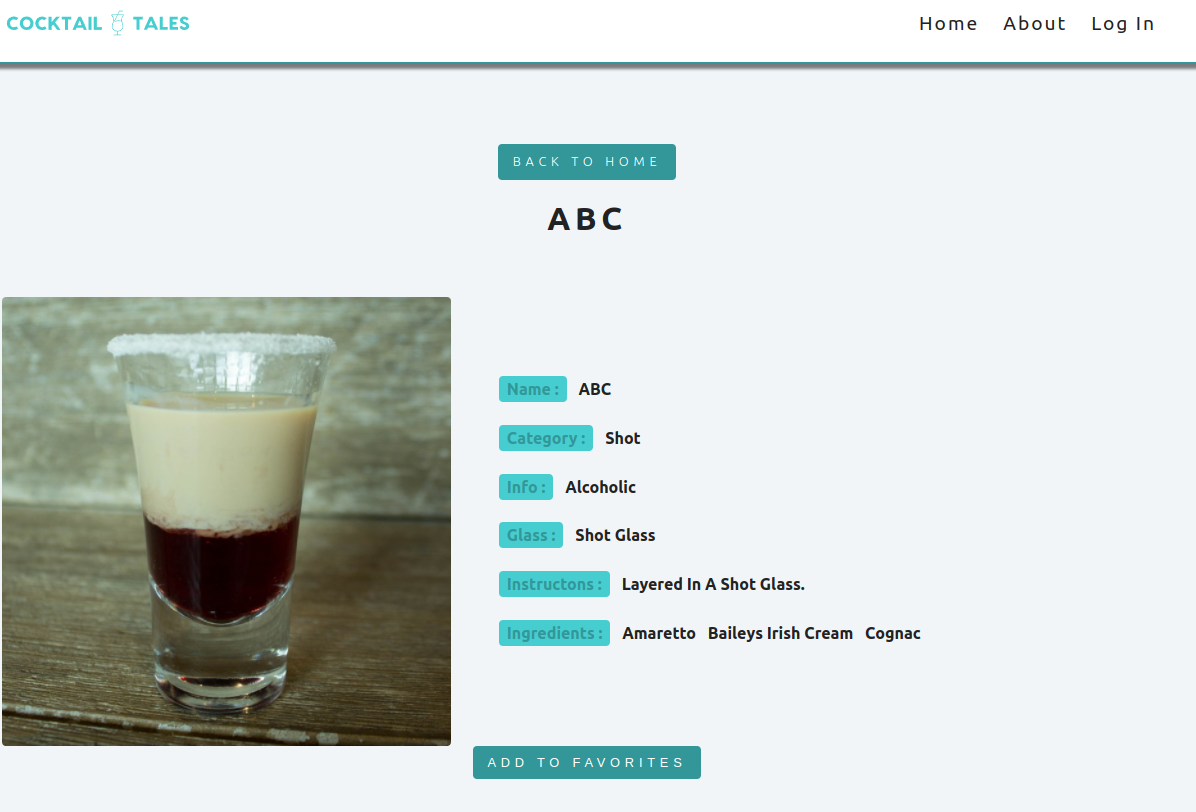 COCKTAIL TALES Home About Log In
BACK TO HOME
ABC
Name : ABC
Category : Shot
Info : Alcoholic
Glass : Shot Glass
Instructons : Layered In A Shot Glass.
Ingredients : Amaretto Baileys Irish Cream Cognac
ADD TO FAVORITES